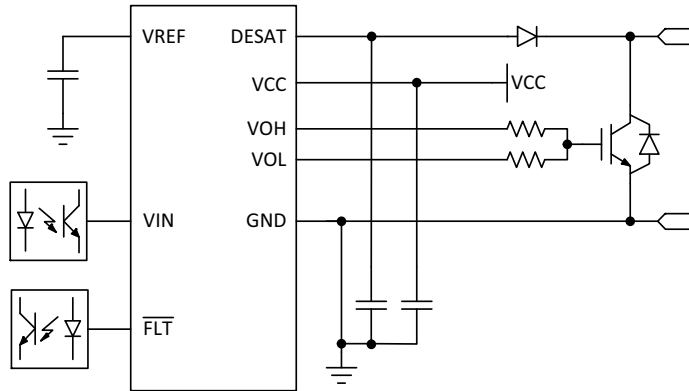 VREF
DESAT
VCC
VCC
VOH
VOL
VIN
GND
FLT